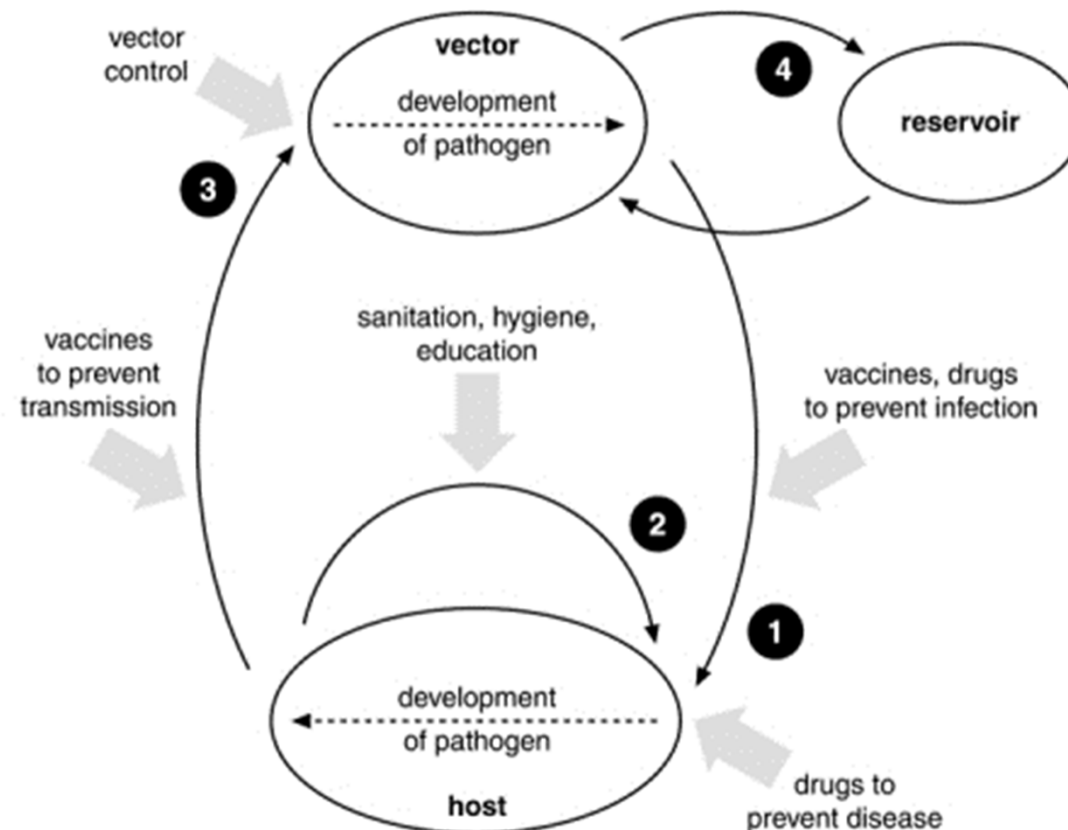 vector
control
vector
development
of pathogen
4
reservoir
3
sanitation, hygiene,
education
vaccines
to prevent
transmission
vaccines, drugs
to prevent infection
2
1
development
of pathogen
host
drugs to
prevent disease